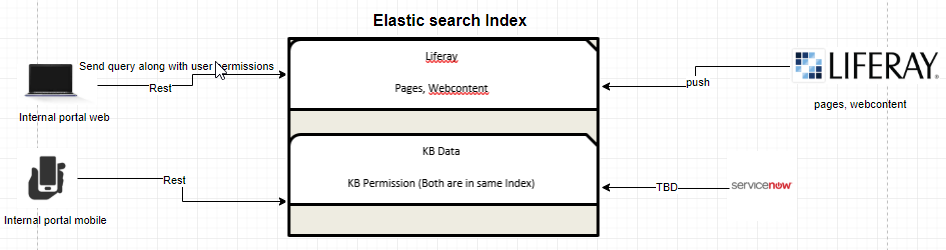 Elastic search Index
Liferay
Pages, Webcontent
Send query along with user permissions
Rest
Internal portal web
push
LIFERAY.
pages, webcontent
KB Data
KB Permission (Both are in same Index)
Rest
Internal portal mobile
TBD
servicenow